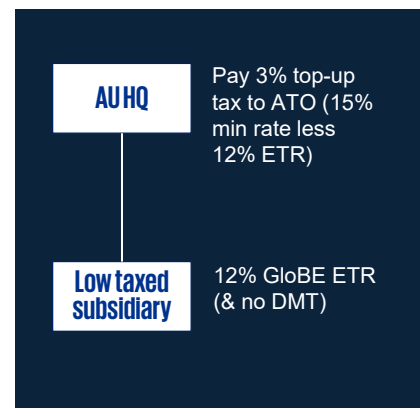 AU HQ
Pay 3% top-up
tax to ATO (15%
min rate less
12% ETR)
Low taxed
subsidiary
12% GloBE ETR
(& no DMT)